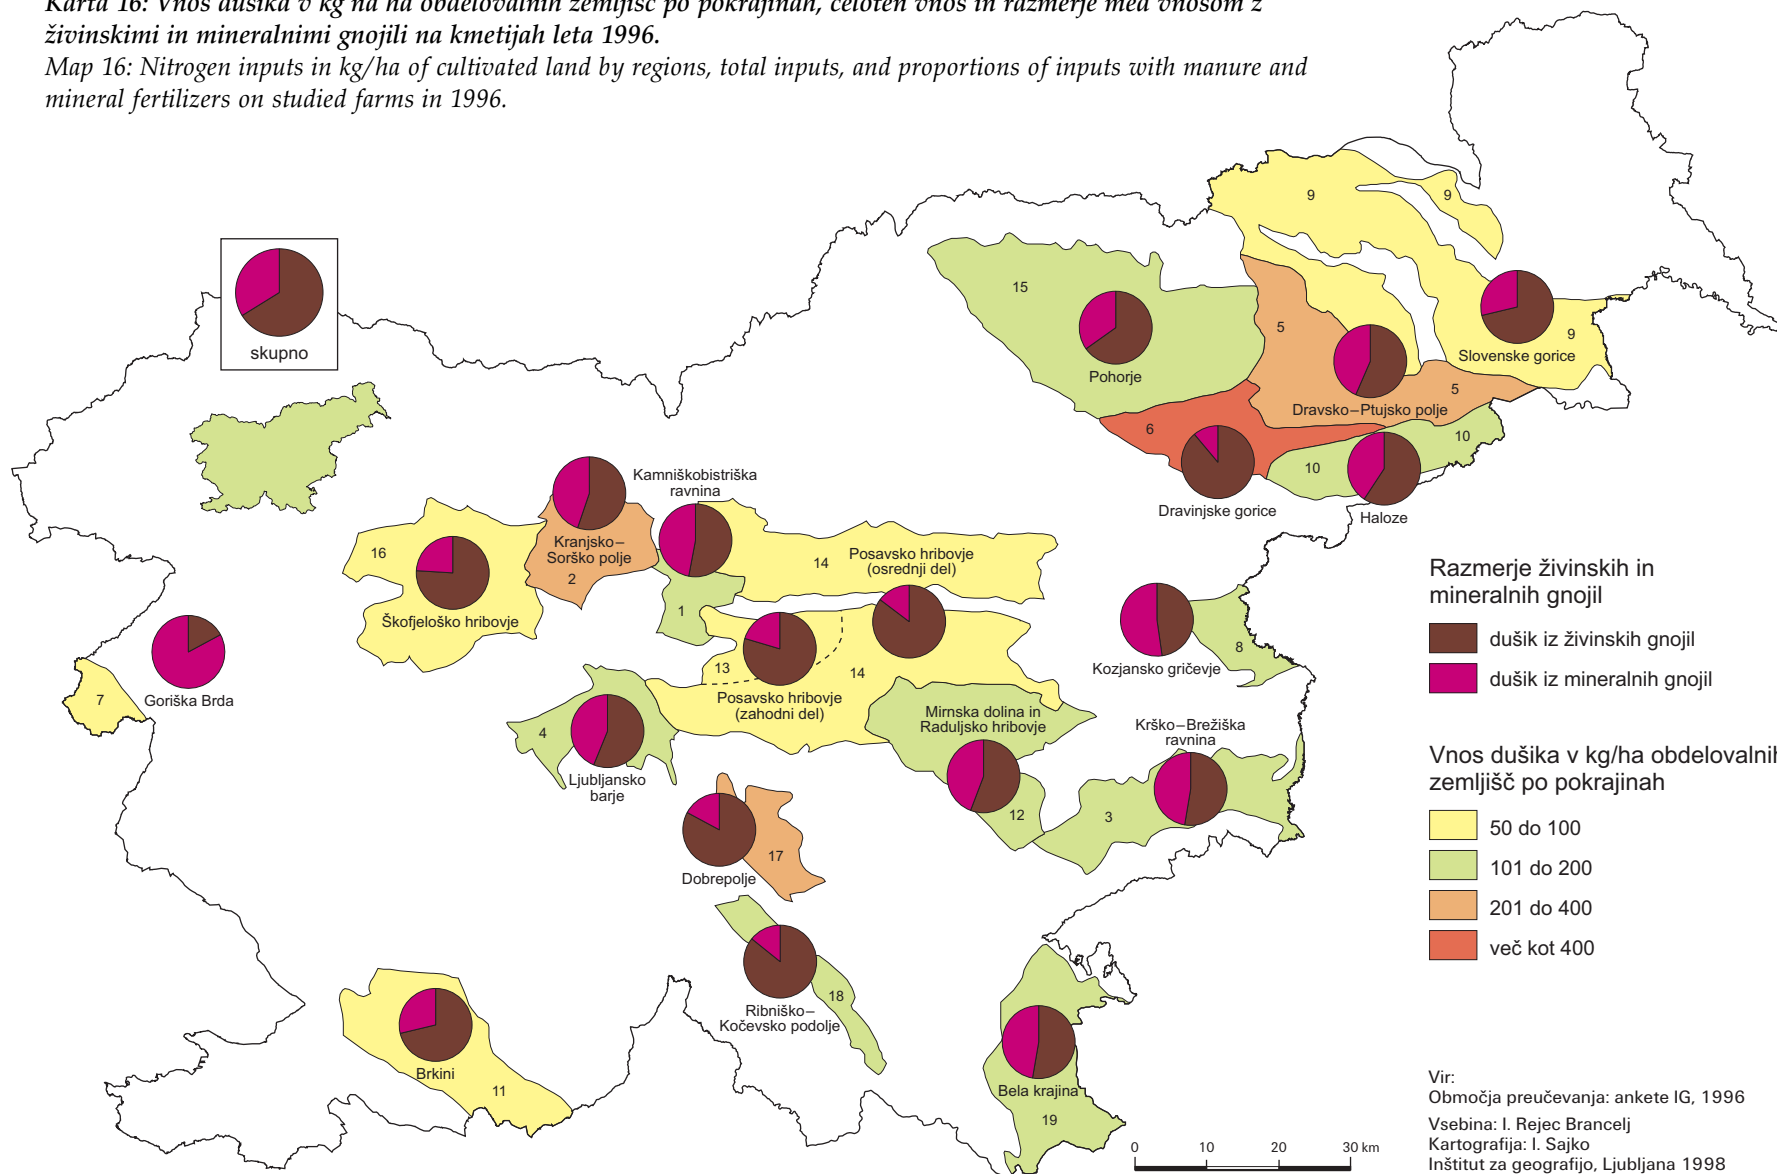 Karta 16: Vnos dušika v kg na ha obdelovalnih zemljišč po pokrajinah, celoten vnos in razmerje med vnosom z
živinskimi in mineralnimi gnojili na kmetijah leta 1996.
Map 16: Nitrogen inputs in kg/ha of cultivated land by regions, total inputs, and proportions of inputs with manure and
mineral fertilizers on studied farms in 1996.
skupno
9
9
15
5
Pohorje
Slovenske gorice
9
Dravsko–Ptujsko polje
5
6
10
10
Dravinjske gorice
Haloze
Kamniškobistriška
ravnina
16
Kranjsko–
Sorško polje
2
Škofjeloško hribovje
14
Posavsko hribovje
(osrednji del)
1
13
14
Posavsko hribovje
(zahodni del)
Kozjansko gričevje
8
Goriška Brda
7
4
Ljubljansko
barje
Mirnska dolina in
Raduljsko hribovje
12
Krško–Brežiška
ravnina
3
Dobrepolje
17
Ribniško–
Kočevsko podolje
18
Brkini
11
Bela krajina
19
Razmerje živinskih in
mineralnih gnojil
dušik iz živinskih gnojil
dušik iz mineralnih gnojil
Vnos dušika v kg/ha obdelovalnih
zemljišč po pokrajinah
50 do 100
101 do 200
201 do 400
več kot 400
Vir:
Območja preučevanja: ankete IG, 1996
Vsebina: I. Rejec Brancelj
Kartografija: I. Sajko
Inštitut za geografijo, Ljubljana 1998
0 10 20 30 km